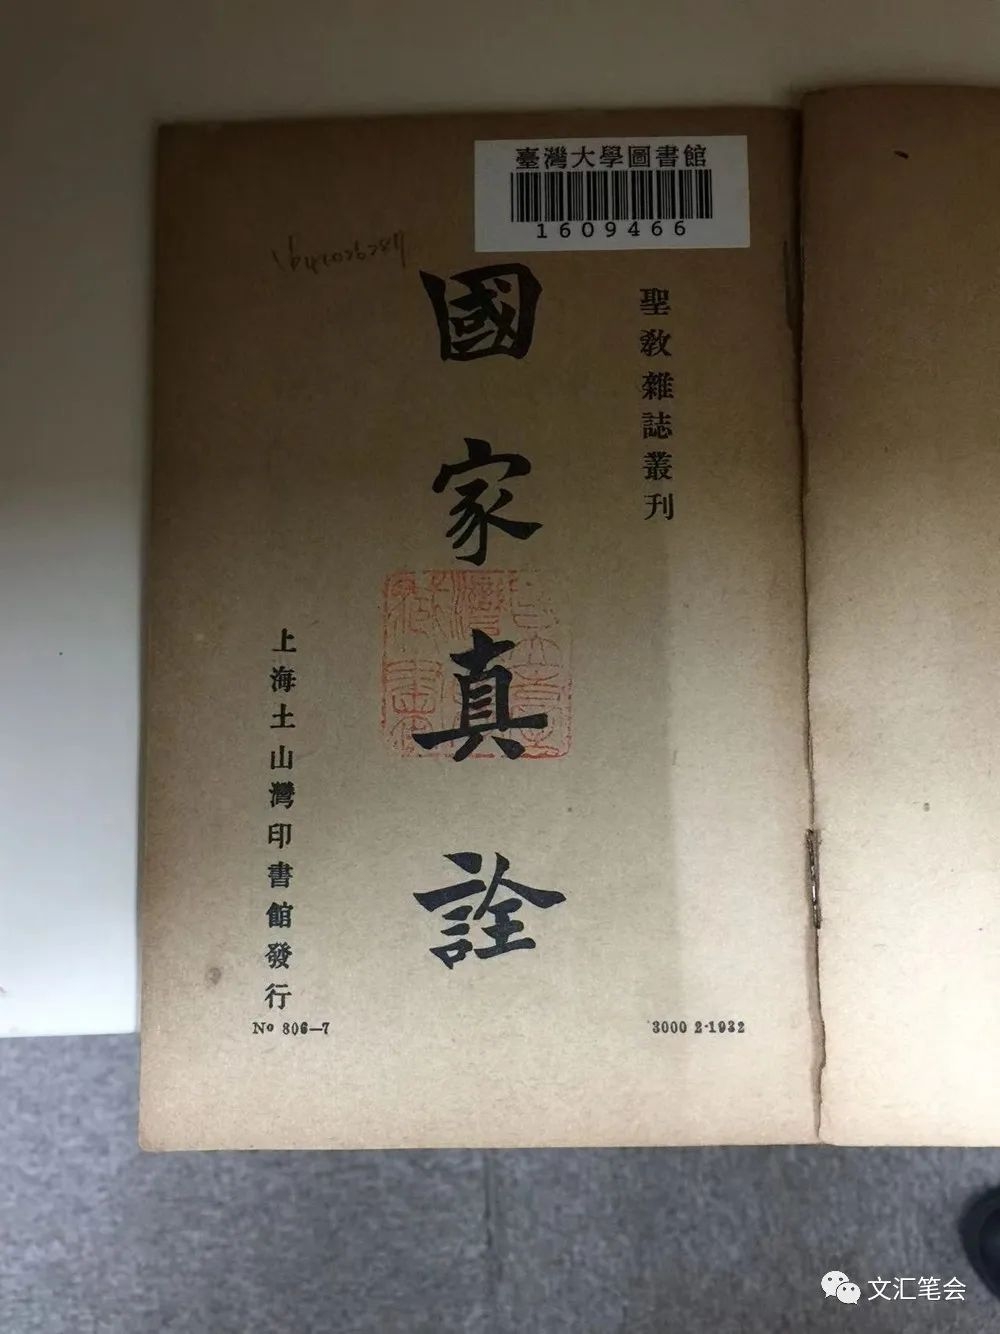 臺灣大學圖書館
1609466
聖教雜誌叢刊
國家真詮
上海土山灣印書館發行
Nº 806-7
3000 2-1932
文汇笔会